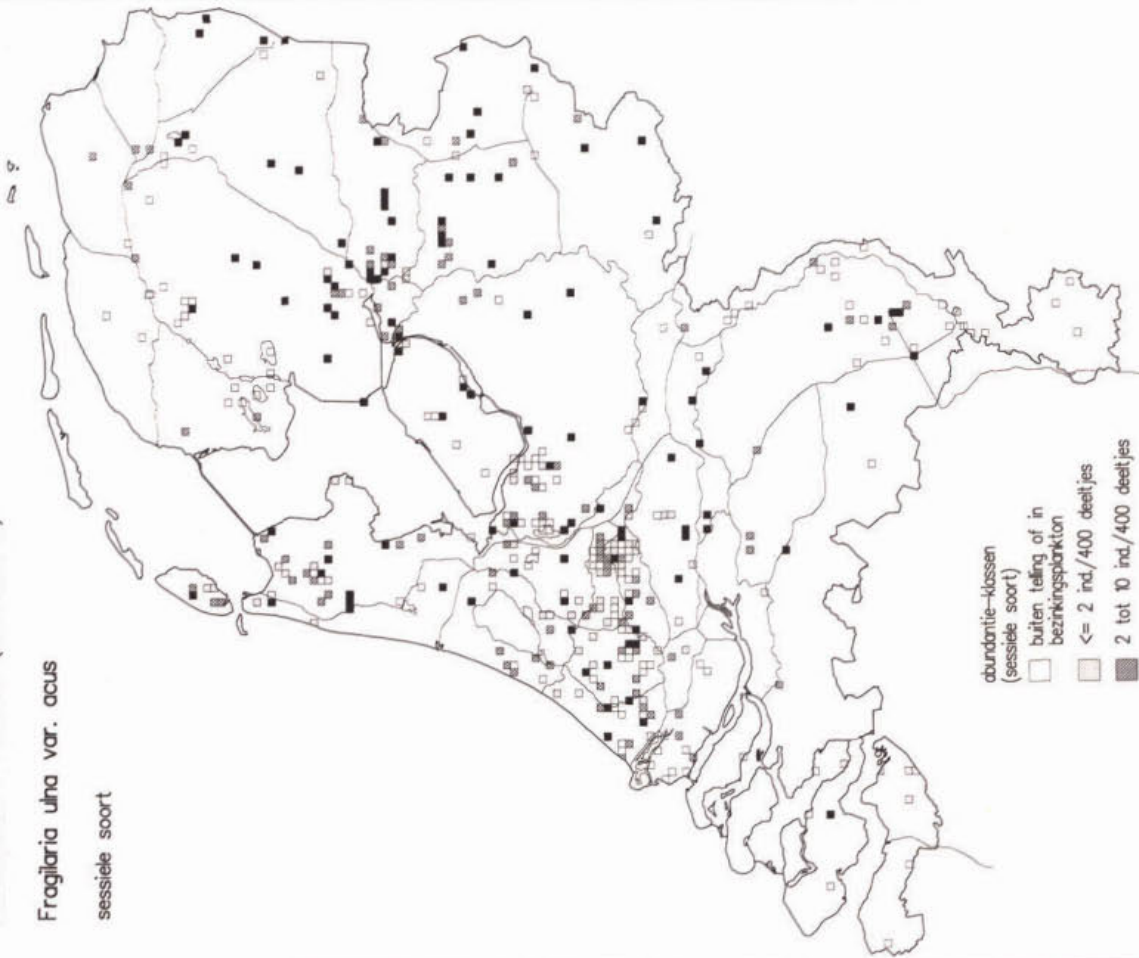 Fragilaria ulna var. acus
sessiele soort
abundantie-klassen
(sessiele soort)
buiten telling of in
bezinkingsplankton
<= 2 ind./400 deeltjes
2 tot 10 ind./400 deeltjes